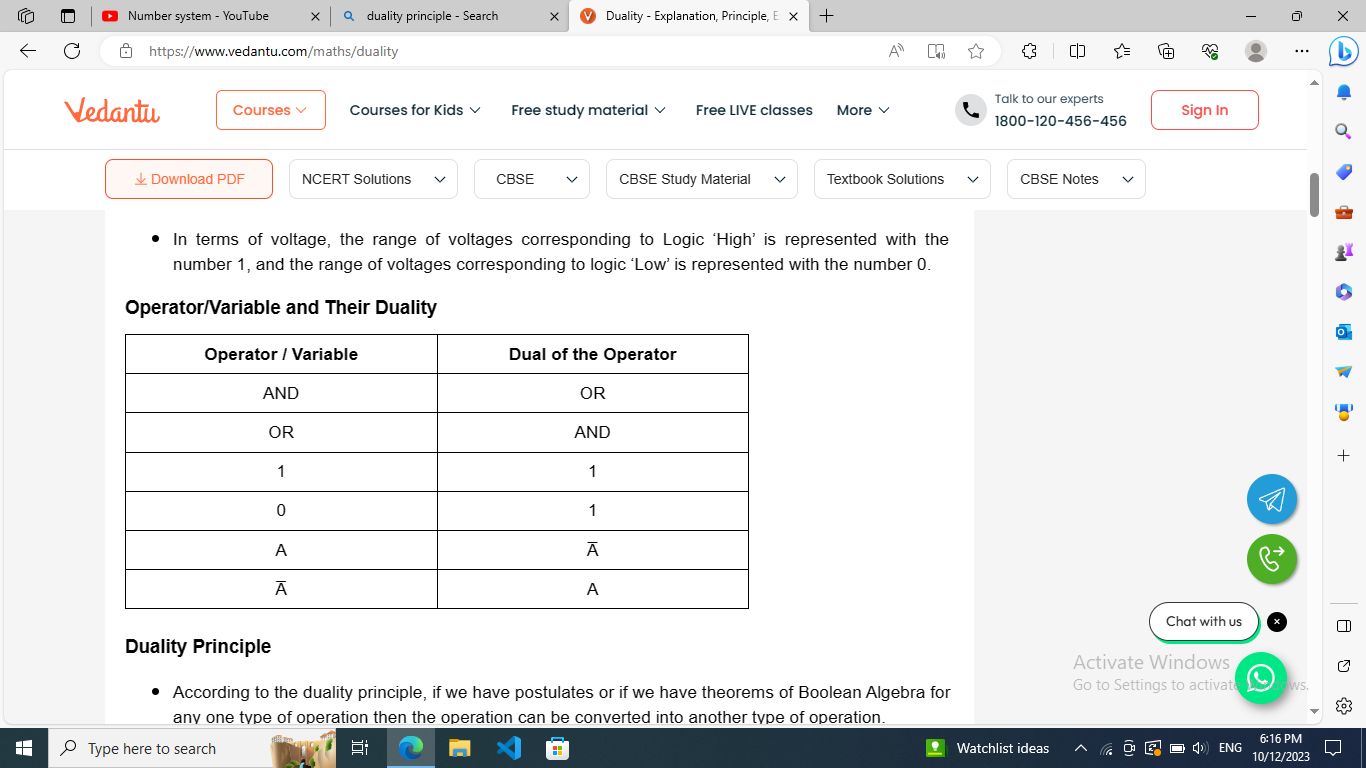 Number system - YouTube
duality principle - Search
Duality - Explanation, Principle, E
https://www.vedantu.com/maths/duality
Vedantu
Courses
Courses for Kids
Free study material
Free LIVE classes
More
Talk to our experts
1800-120-456-456
Sign In
Download PDF
NCERT Solutions
CBSE
CBSE Study Material
Textbook Solutions
CBSE Notes
In terms of voltage, the range of voltages corresponding to Logic ‘High’ is represented with the
number 1, and the range of voltages corresponding to logic ‘Low’ is represented with the number 0.
Operator/Variable and Their Duality
Operator / Variable Dual of the Operator
AND OR
OR AND
1 1
0 1
A A̅
A̅ A
Duality Principle
According to the duality principle, if we have postulates or if we have theorems of Boolean Algebra for
any one type of operation then the operation can be converted into another type of operation.
Chat with us
Activate Windows
Go to Settings to activate Windows.
Type here to search
Watchlist ideas
ENG
6:16 PM
10/12/2023